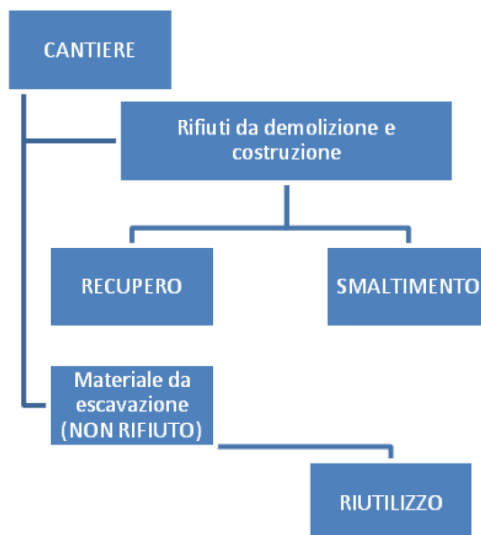 CANTIERE
Rifiuti da demolizione e
costruzione
RECUPERO
SMALTIMENTO
Materiale da
escavazione
(NON RIFIUTO)
RIUTILIZZO